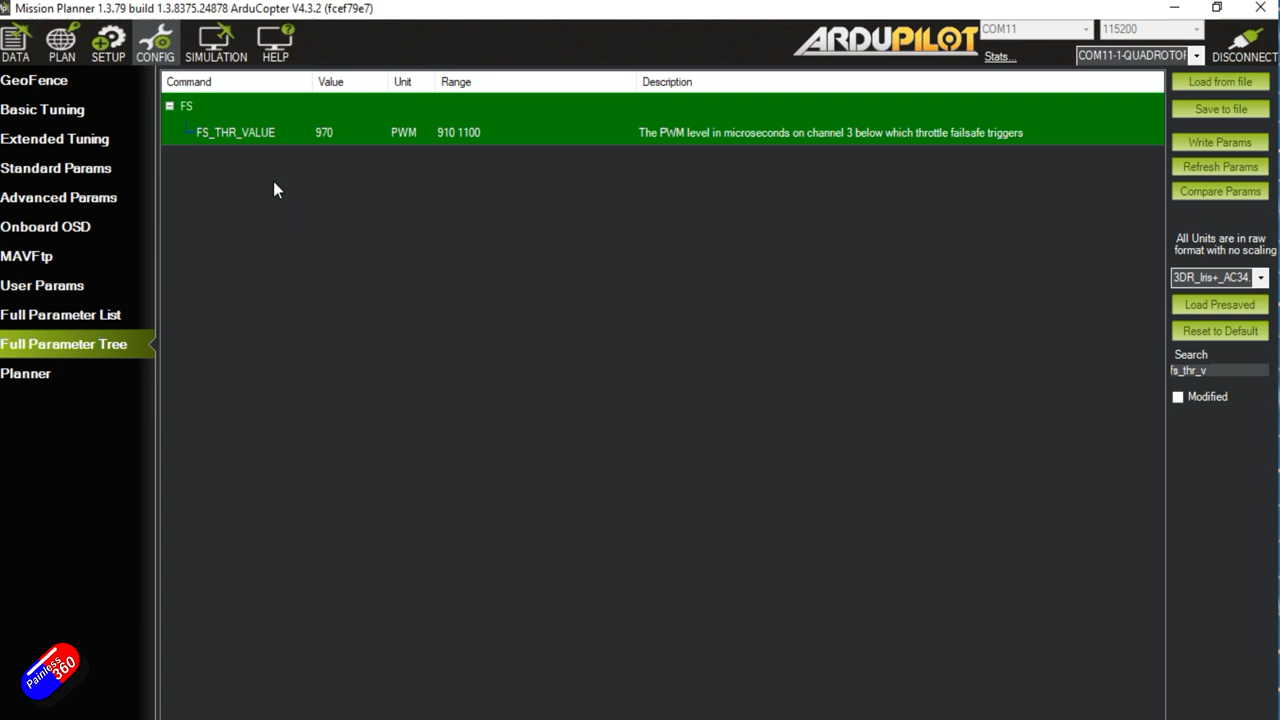 Mission Planner 1.3.79 build 1.3.8375.24878 ArduCopter V4.3.2 (fcef79e7)
DATA PLAN SETUP CONFIG SIMULATION HELP
ARDUPILOT
Stats...
COM11 115200
COM11-1-QUADROTOR
DISCONNECT
GeoFence
Basic Tuning
Extended Tuning
Standard Params
Advanced Params
Onboard OSD
MAVFtp
User Params
Full Parameter List
Full Parameter Tree
Planner
Command Value Unit Range Description
FS
FS_THR_VALUE 970 PWM 910 1100 The PWM level in microseconds on channel 3 below which throttle failsafe triggers
Load from file
Save to file
Write Params
Refresh Params
Compare Params
All Units are in raw
format with no scaling
3DR_Iris+_AC34.
Load Presaved
Reset to Default
Search
fs_thr_v
Modified
Painless
360